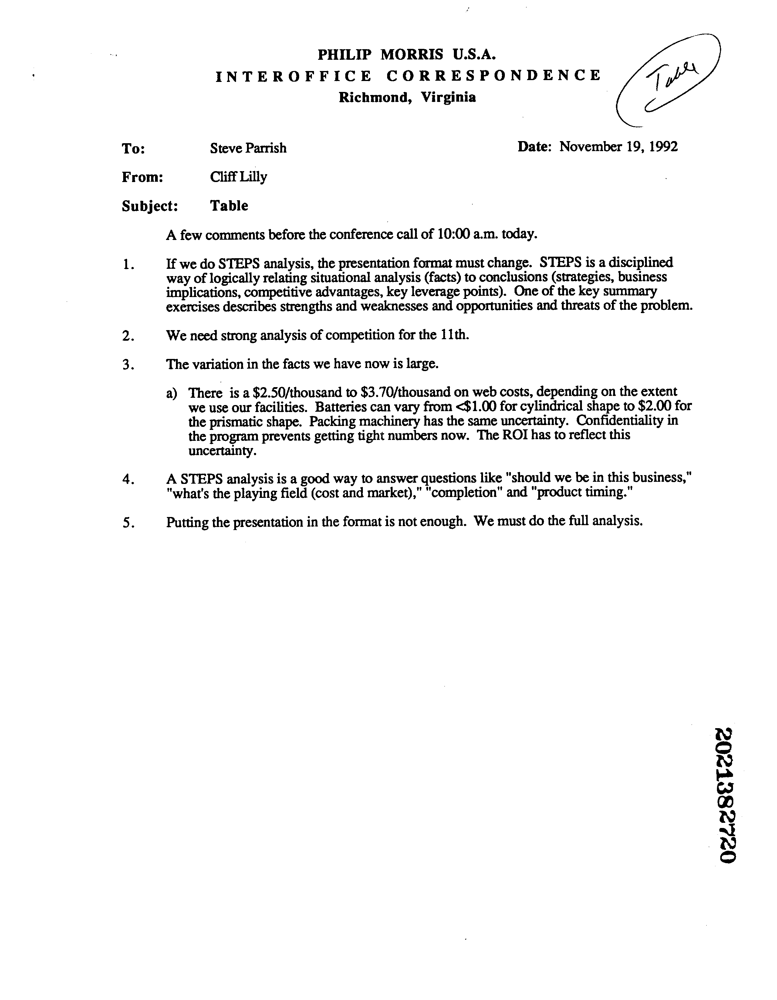 PHILIP MORRIS U.S.A.
INTEROFFICE CORRESPONDENCE
Richmond, Virginia
Table
To: Steve Parrish Date: November 19, 1992
From: Cliff Lilly
Subject: Table
A few comments before the conference call of 10:00 a.m. today.
1. If we do STEPS analysis, the presentation format must change. STEPS is a disciplined
way of logically relating situational analysis (facts) to conclusions (strategies, business
implications, competitive advantages, key leverage points). One of the key summary
exercises describes strengths and weaknesses and opportunities and threats of the problem.
2. We need strong analysis of competition for the 11th.
3. The variation in the facts we have now is large.
a) There is a $2.50/thousand to $3.70/thousand on web costs, depending on the extent
we use our facilities. Batteries can vary from <$1.00 for cylindrical shape to $2.00 for
the prismatic shape. Packing machinery has the same uncertainty. Confidentiality in
the program prevents getting tight numbers now. The ROI has to reflect this
uncertainty.
4. A STEPS analysis is a good way to answer questions like "should we be in this business,"
"what's the playing field (cost and market)," "completion" and "product timing."
5. Putting the presentation in the format is not enough. We must do the full analysis.
2021382720